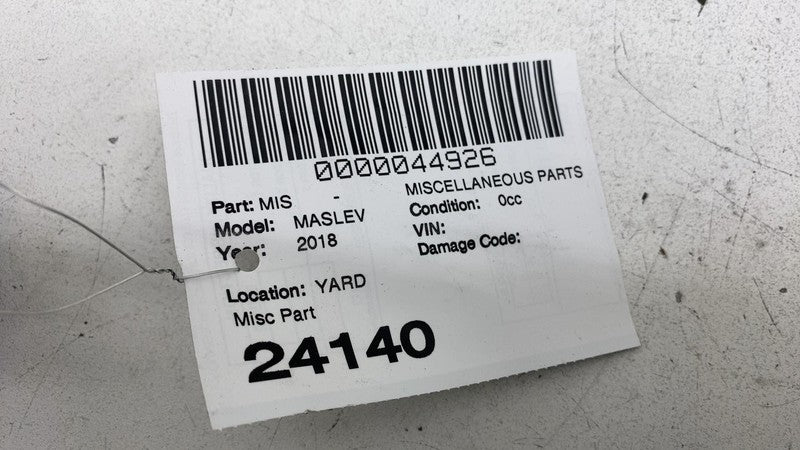 0000044926
Part: MIS - MISCELLANEOUS PARTS
Model: MASLEV Condition: 0cc
Year: 2018 VIN:
Damage Code:
Location: YARD
Misc Part
24140